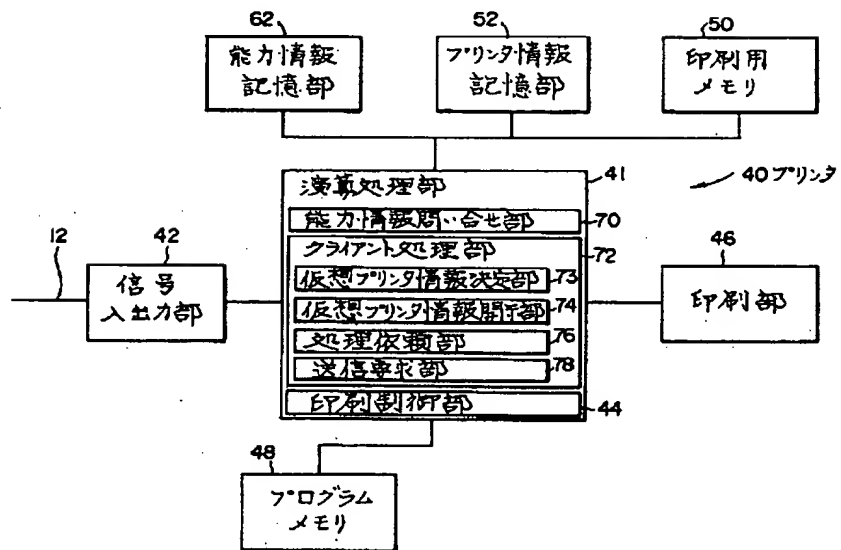 62
能力情報
記憶部
52
プリンタ情報
記憶部
50
印刷用
メモリ
41
40 プリンタ
演算処理部
能力情報問い合せ部
70
クライアント処理部
72
仮想プリンタ情報決定部
73
仮想プリンタ情報開示部
74
処理依頼部
76
送信要求部
78
印刷制御部
44
12
42
信号
入出力部
46
印刷部
48
プログラム
メモリ